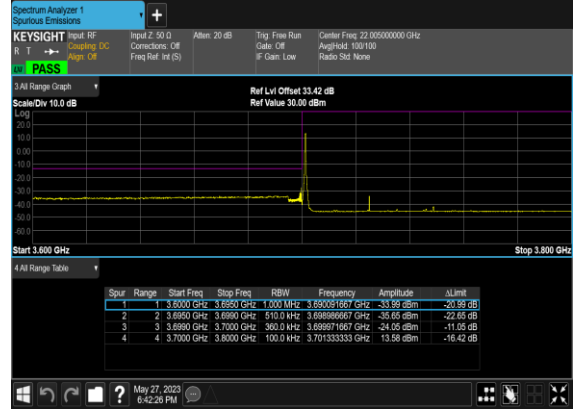 Spectrum Analyzer 1
Spurious Emissions
+
KEYSIGHT Input: RF Input Z: 50 Ω Atten: 20 dB Trig: Free Run Center Freq: 22.005000000 GHz
R T Coupling: DC Corrections: Off Gate: Off Avg|Hold: 100/100
Align: Off Freq Ref: Int (S) IF Gain: Low Radio Std: None
PASS
3 All Range Graph
Ref Lvl Offset 33.42 dB
Scale/Div 10.0 dB Ref Value 30.00 dBm
Log
20.0
10.0
0.00
-10.0
-20.0
-30.0
-40.0
-50.0
-60.0
Start 3.600 GHz Stop 3.800 GHz
4 All Range Table
Spur Range Start Freq Stop Freq RBW Frequency Amplitude ΔLimit
1 1 3.6000 GHz 3.6950 GHz 1.000 MHz 3.690091667 GHz -33.99 dBm -20.99 dB
2 2 3.6950 GHz 3.6990 GHz 510.0 kHz 3.698986667 GHz -35.65 dBm -22.65 dB
3 3 3.6990 GHz 3.7000 GHz 360.0 kHz 3.699971667 GHz -24.05 dBm -11.05 dB
4 4 3.7000 GHz 3.8000 GHz 100.0 kHz 3.701333333 GHz 13.58 dBm -16.42 dB
? May 27, 2023
6:42:26 PM